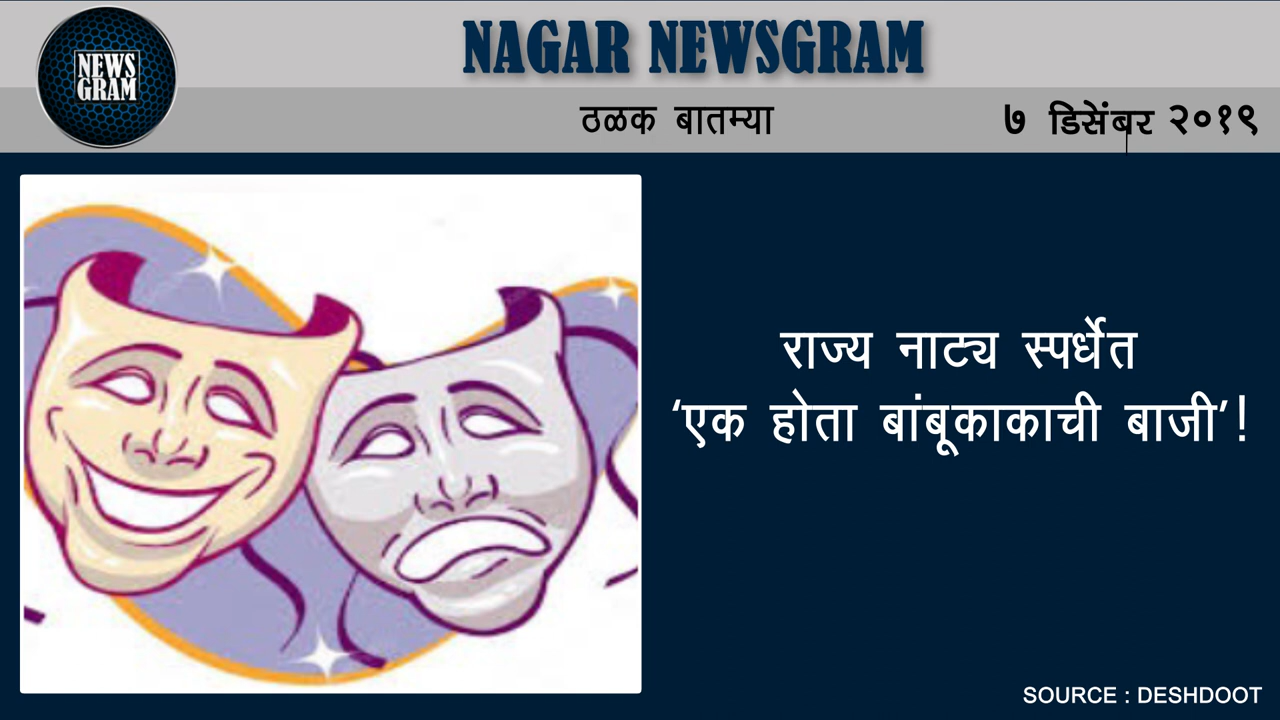 NEWS
GRAM
NAGAR NEWSGRAM
ठळक बातम्या
७ डिसेंबर २०१९
राज्य नाट्य स्पर्धेत
‘एक होता बांबूकाकाची बाजी’!
SOURCE : DESHDOOT